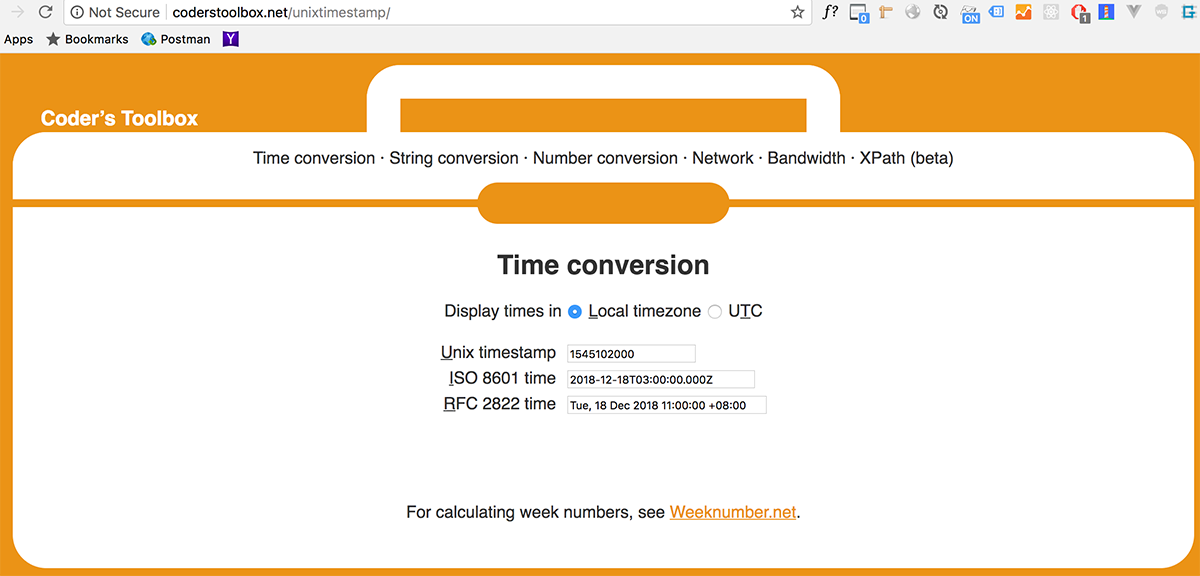 Not Secure coderstoolbox.net/unixtimestamp/ f? 0 ON 1
Apps Bookmarks Postman Y
Coder’s Toolbox
Time conversion · String conversion · Number conversion · Network · Bandwidth · XPath (beta)
Time conversion
Display times in Local timezone UTC
Unix timestamp 1545102000
ISO 8601 time 2018-12-18T03:00:00.000Z
RFC 2822 time Tue, 18 Dec 2018 11:00:00 +08:00
For calculating week numbers, see Weeknumber.net.